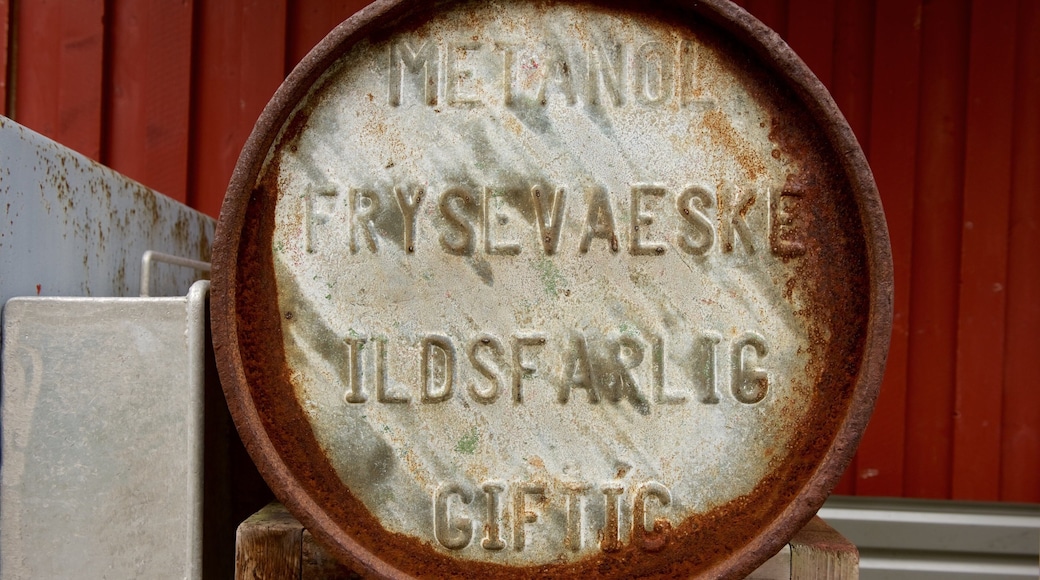 METANOL
FRYSEVAESKE
ILDSFARLIG
GIFTIG